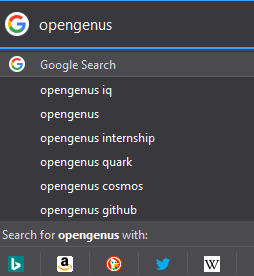 opengenus
Google Search
opengenus iq
opengenus
opengenus internship
opengenus quark
opengenus cosmos
opengenus github
Search for opengenus with: